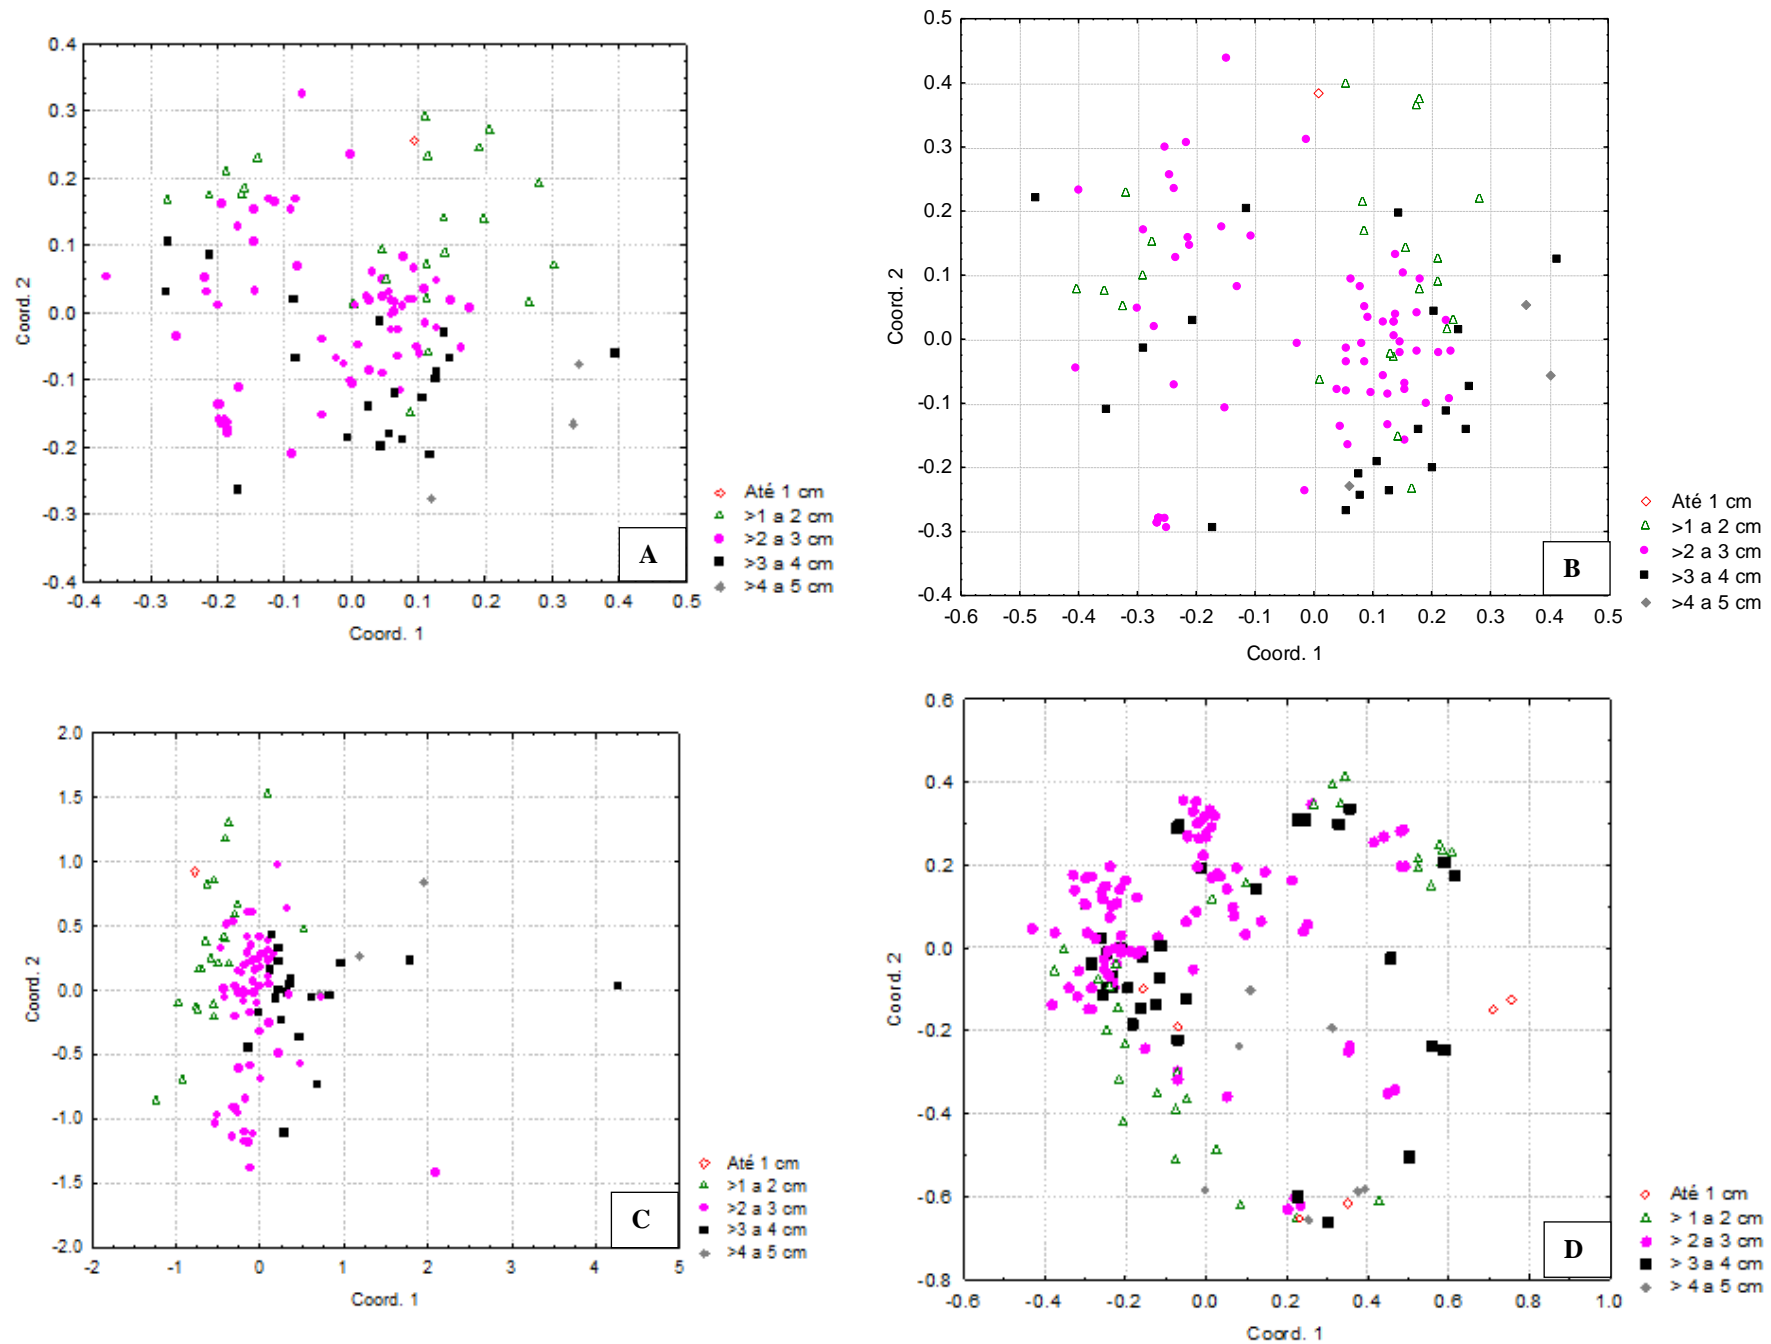 0.4
0.3
0.2
0.1
0.0
-0.1
-0.2
-0.3
-0.4
Coord. 2
-0.4 -0.3 -0.2 -0.1 0.0 0.1 0.2 0.3 0.4 0.5
Coord. 1
A
Até 1 cm
>1 a 2 cm
>2 a 3 cm
>3 a 4 cm
>4 a 5 cm
0.5
0.4
0.3
0.2
0.1
0.0
-0.1
-0.2
-0.3
-0.4
Coord. 2
-0.6 -0.5 -0.4 -0.3 -0.2 -0.1 0.0 0.1 0.2 0.3 0.4 0.5
Coord. 1
B
Até 1 cm
>1 a 2 cm
>2 a 3 cm
>3 a 4 cm
>4 a 5 cm
2.0
1.5
1.0
0.5
0.0
-0.5
-1.0
-1.5
-2.0
Coord. 2
-2 -1 0 1 2 3 4 5
Coord. 1
C
Até 1 cm
>1 a 2 cm
>2 a 3 cm
>3 a 4 cm
>4 a 5 cm
0.6
0.4
0.2
0.0
-0.2
-0.4
-0.6
-0.8
Coord. 2
-0.6 -0.4 -0.2 0.0 0.2 0.4 0.6 0.8 1.0
Coord. 1
D
Até 1 cm
> 1 a 2 cm
> 2 a 3 cm
> 3 a 4 cm
> 4 a 5 cm